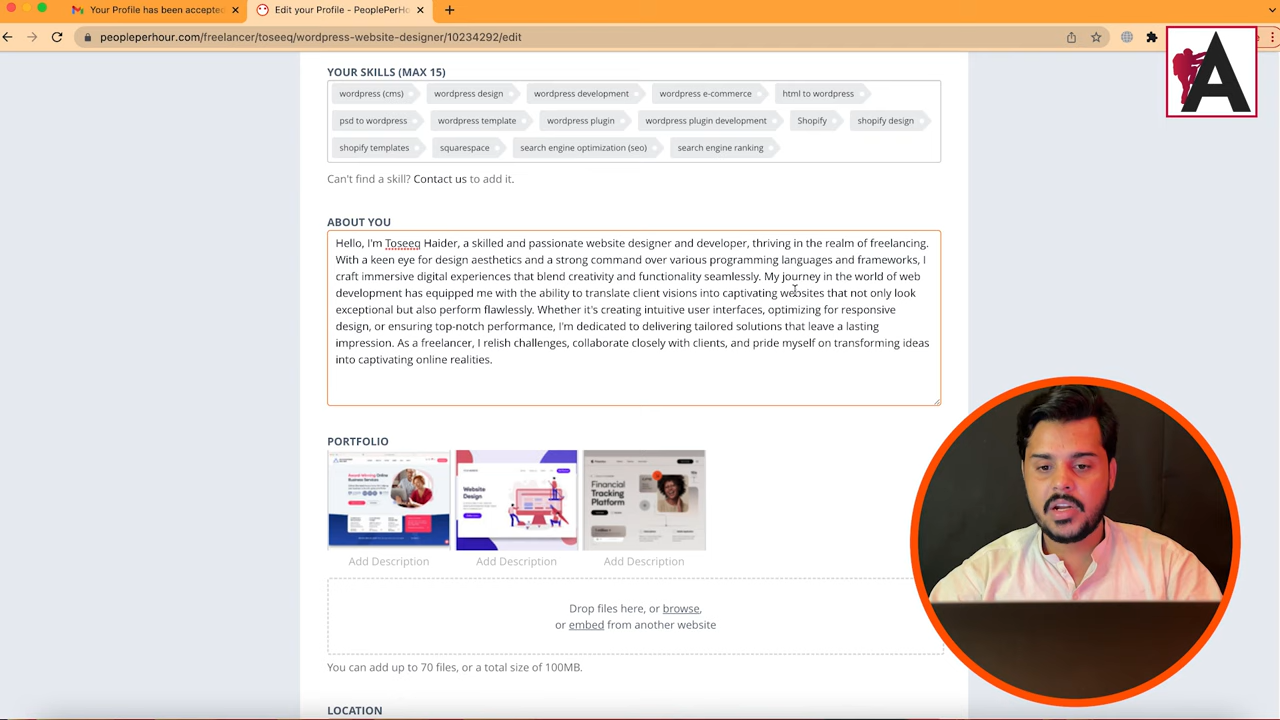 Your Profile has been accepted
Edit your Profile - PeoplePerHo
peopleperhour.com/freelancer/toseeq/wordpress-website-designer/10234292/edit
A
YOUR SKILLS (MAX 15)
wordpress (cms) wordpress design wordpress development wordpress e-commerce html to wordpress
psd to wordpress wordpress template wordpress plugin wordpress plugin development Shopify shopify design
shopify templates squarespace search engine optimization (seo) search engine ranking
Can't find a skill? Contact us to add it.
ABOUT YOU
Hello, I'm Toseeq Haider, a skilled and passionate website designer and developer, thriving in the realm of freelancing.
With a keen eye for design aesthetics and a strong command over various programming languages and frameworks, I
craft immersive digital experiences that blend creativity and functionality seamlessly. My journey in the world of web
development has equipped me with the ability to translate client visions into captivating websites that not only look
exceptional but also perform flawlessly. Whether it's creating intuitive user interfaces, optimizing for responsive
design, or ensuring top-notch performance, I'm dedicated to delivering tailored solutions that leave a lasting
impression. As a freelancer, I relish challenges, collaborate closely with clients, and pride myself on transforming ideas
into captivating online realities.
PORTFOLIO
Website
Design
Financial
Tracking
Platform
Add Description Add Description Add Description
Drop files here, or browse,
or embed from another website
You can add up to 70 files, or a total size of 100MB.
LOCATION